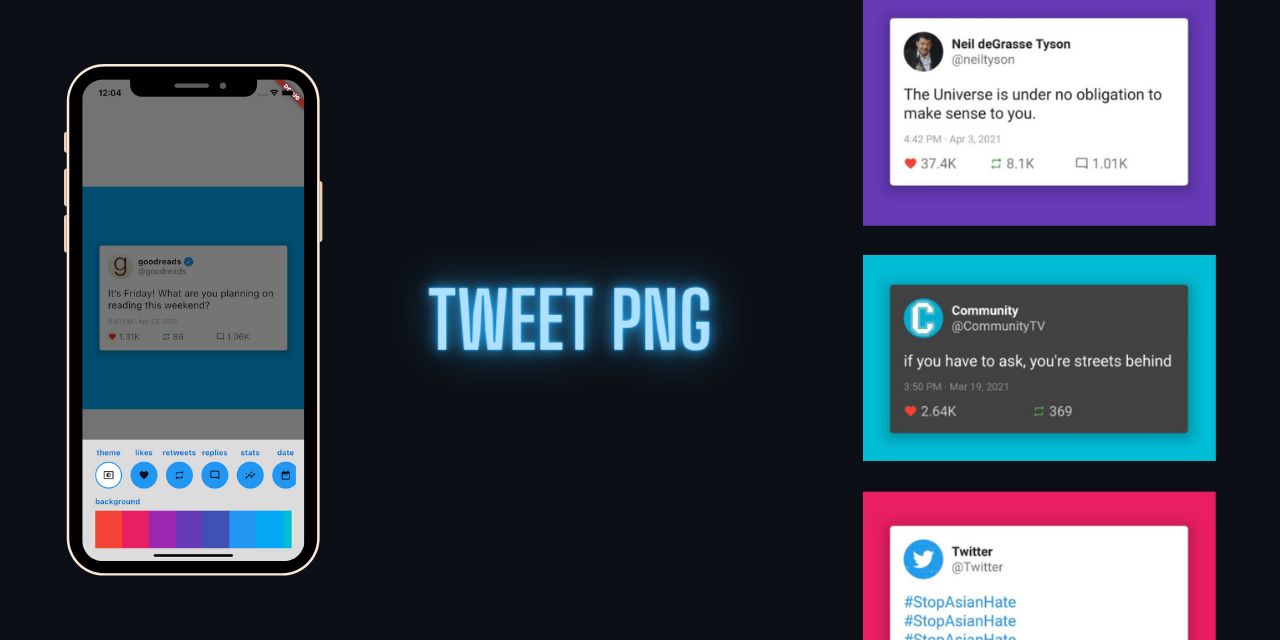 12:04
DEBUG
goodreads
@goodreads
It's Friday! What are you planning on
reading this weekend?
8:41 PM · Apr 23, 2021
1.31K 86 1.06K
theme likes retweets replies stats date
background
TWEET PNG
Neil deGrasse Tyson
@neiltyson
The Universe is under no obligation to
make sense to you.
4:42 PM · Apr 3, 2021
37.4K 8.1K 1.01K
Community
@CommunityTV
if you have to ask, you're streets behind
3:50 PM · Mar 19, 2021
2.64K 369
Twitter
@Twitter
#StopAsianHate
#StopAsianHate
#StopAsianHate